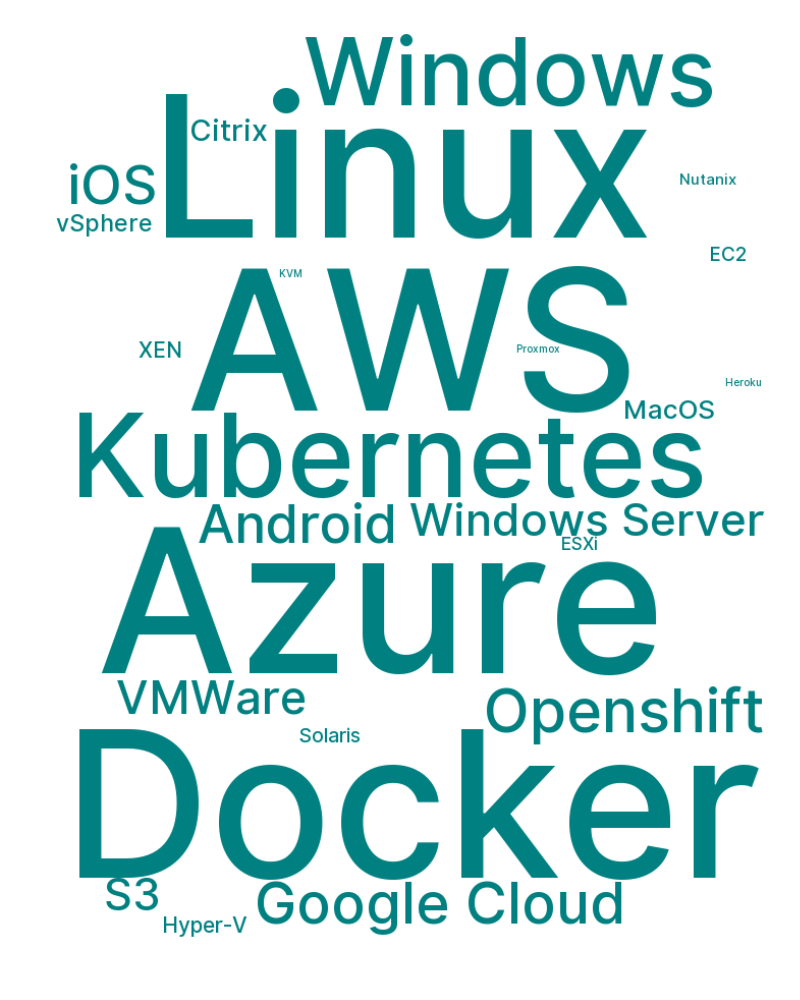 Windows
Linux
Citrix
iOS
Nutanix
vSphere
EC2
AWS
KVM
XEN
Proxmox
Heroku
MacOS
Kubernetes
Android
Windows Server
ESXi
Azure
VMWare
Openshift
Solaris
Docker
S3
Google Cloud
Hyper-V